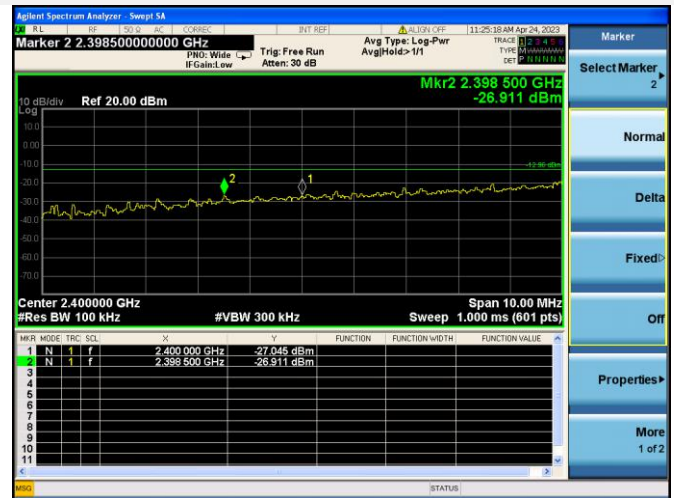 Agilent Spectrum Analyzer - Swept SA
RL RF 50 Ω AC CORREC INT REF ALIGN OFF 11:25:18 AM Apr 24, 2023
Marker 2 2.398500000000 GHz
PNO: Wide
IFGain:Low
Trig: Free Run
Atten: 30 dB
Avg Type: Log-Pwr
Avg|Hold>1/1
TRACE 1 2 3 4 5 6
TYPE
DET P N N N N N
Mkr2 2.398 500 GHz
-26.911 dBm
10 dB/div Ref 20.00 dBm
Log
10.0
0.00
-10.0
-20.0
-30.0
-40.0
-50.0
-60.0
-70.0
2
1
Center 2.400000 GHz Span 10.00 MHz
#Res BW 100 kHz #VBW 300 kHz Sweep 1.000 ms (601 pts)
MKR MODE TRC SCL X Y FUNCTION FUNCTION WIDTH FUNCTION VALUE
1 N 1 f 2.400 000 GHz -27.045 dBm
2 N 1 f 2.398 500 GHz -26.911 dBm
3
4
5
6
7
8
9
10
11
MSG STATUS
Marker
Select Marker
2
Normal
Delta
Fixed
Off
Properties
More
1 of 2